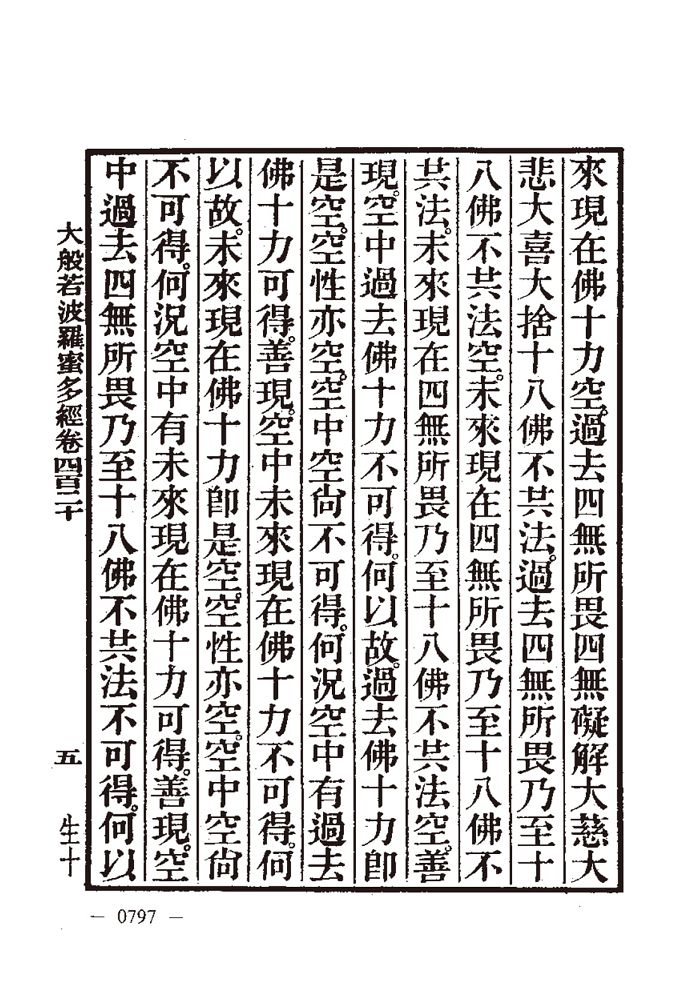 來現在佛十力空。過去四無所畏四無礙解大慈大
悲大喜大捨十八佛不共法。過去四無所畏乃至十
八佛不共法空。未來現在四無所畏乃至十八佛不
共法。未來現在四無所畏乃至十八佛不共法空。善
現。空中過去佛十力不可得。何以故。過去佛十力卽
是空。空性亦空。空中空尙不可得。何況空中有過去
佛十力可得。善現。空中未來現在佛十力不可得。何
以故。未來現在佛十力卽是空。空性亦空。空中空尙
不可得。何況空中有未來現在佛十力可得。善現。空
中過去四無所畏乃至十八佛不共法不可得。何以
大般若波羅蜜多經卷四百二十 五 生十
— 0797 —